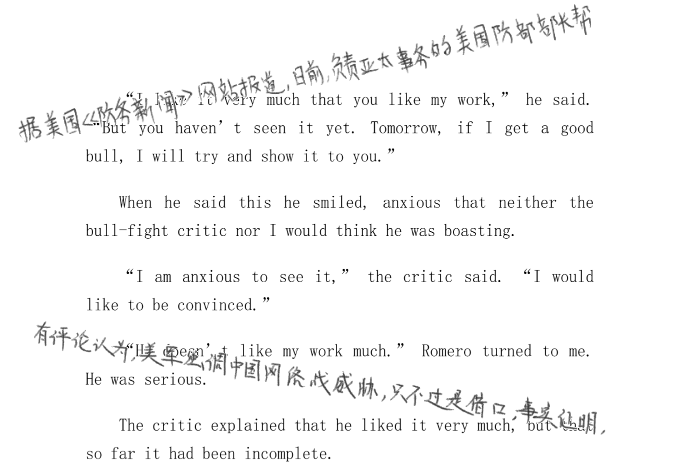 据美国《防务新闻》网站报道,日前,负责亚太事务的美国防部部长帮
“I like it very much that you like my work,” he said.
“But you haven’t seen it yet. Tomorrow, if I get a good
bull, I will try and show it to you.”
When he said this he smiled, anxious that neither the
bull-fight critic nor I would think he was boasting.
“I am anxious to see it,” the critic said. “I would
like to be convinced.”
有评论认为,美军强调中国网络战威胁,只不过是借口,事实证明,
“He doesn’t like my work much.” Romero turned to me.
He was serious.
The critic explained that he liked it very much, but that
so far it had been incomplete.